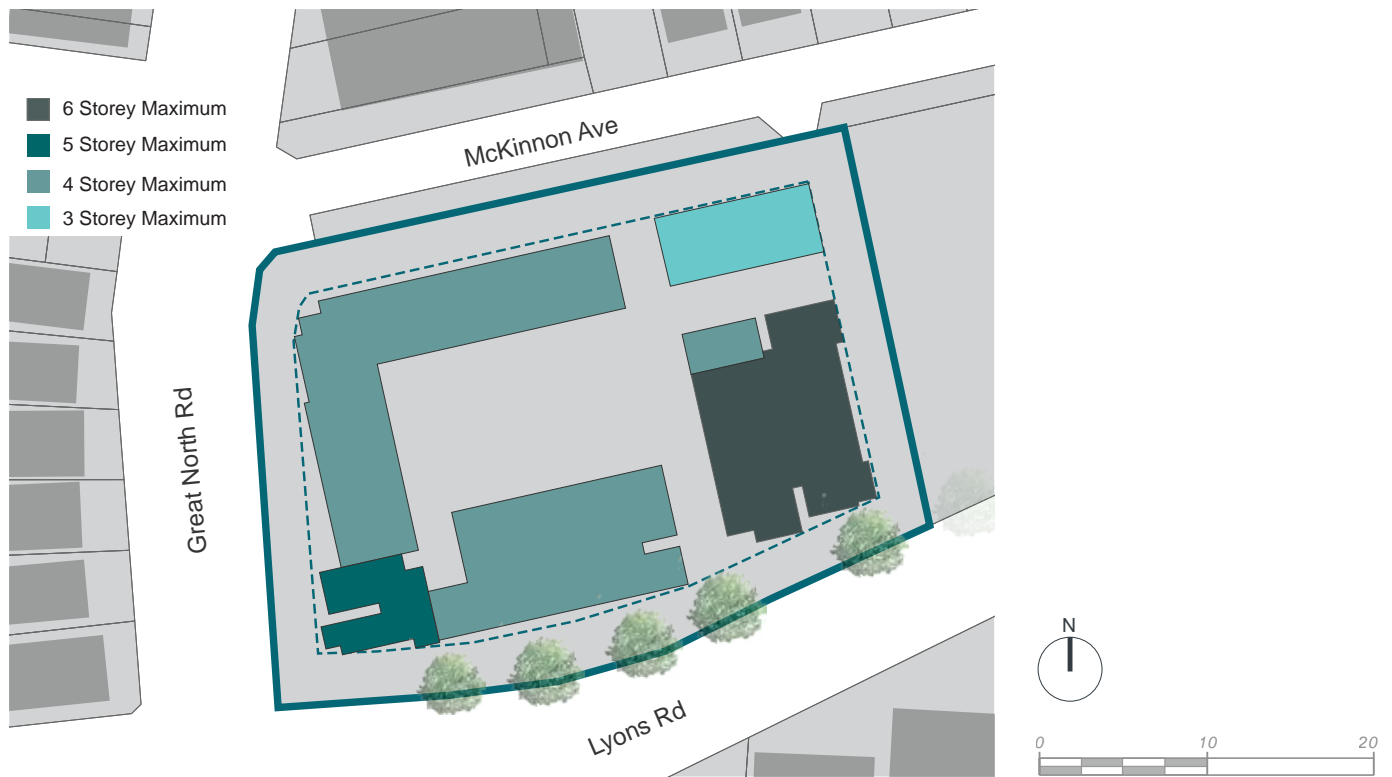 6 Storey Maximum
5 Storey Maximum
4 Storey Maximum
3 Storey Maximum
McKinnon Ave
Great North Rd
Lyons Rd
N
0 10 20